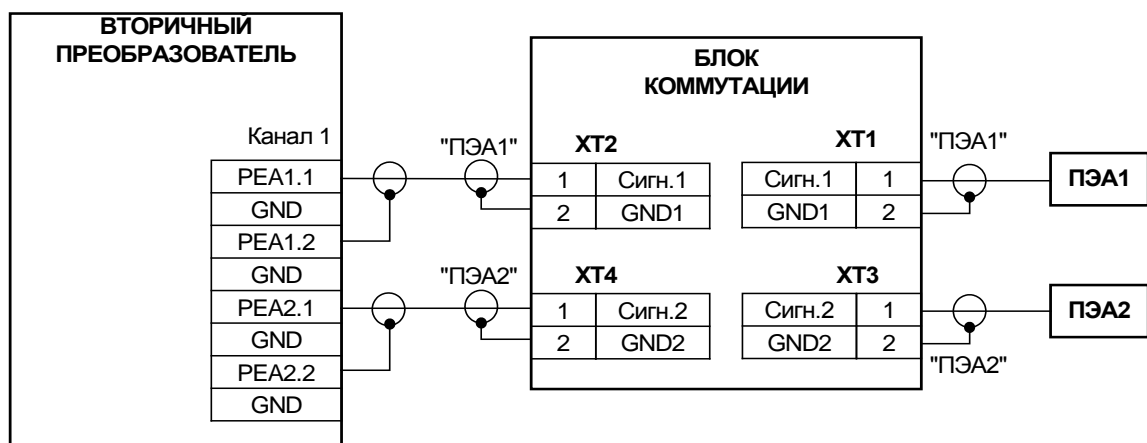 ВТОРИЧНЫЙ
ПРЕОБРАЗОВАТЕЛЬ
Канал 1
PEA1.1
GND
PEA1.2
GND
PEA2.1
GND
PEA2.2
GND
"ПЭА1"
"ПЭА2"
БЛОК
КОММУТАЦИИ
XT2
1 Сигн.1
2 GND1
XT1
Сигн.1 1
GND1 2
XT4
1 Сигн.2
2 GND2
XT3
Сигн.2 1
GND2 2
"ПЭА1"
ПЭА1
ПЭА2
"ПЭА2"